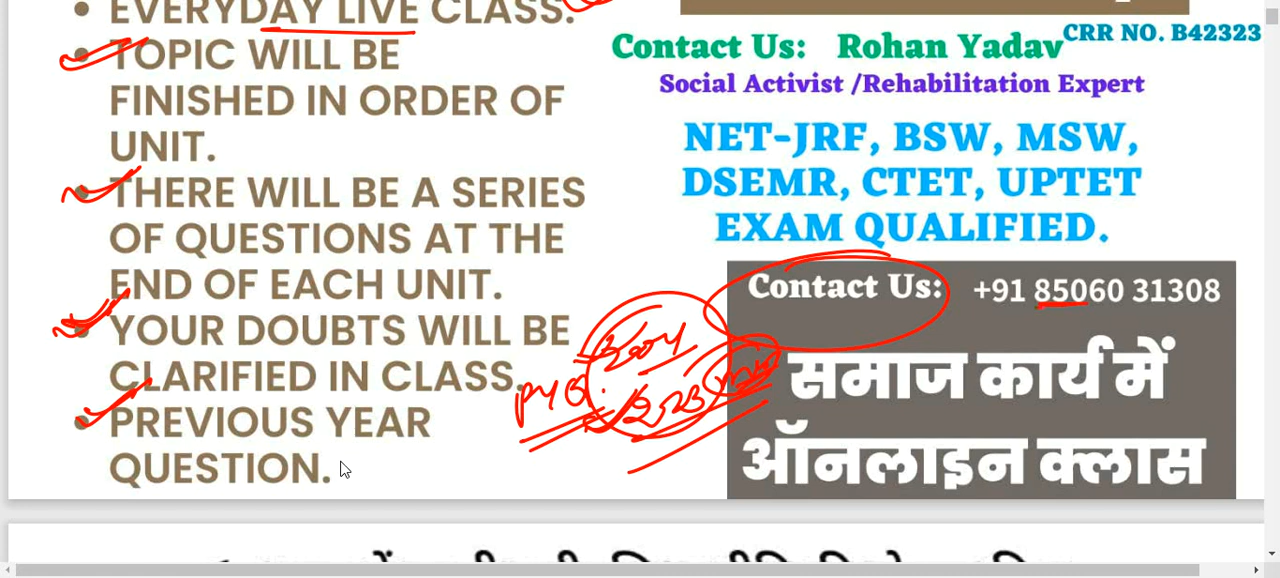 EVERYDAY LIVE CLASS.
TOPIC WILL BE
FINISHED IN ORDER OF
UNIT.
THERE WILL BE A SERIES
OF QUESTIONS AT THE
END OF EACH UNIT.
YOUR DOUBTS WILL BE
CLARIFIED IN CLASS.
PREVIOUS YEAR
QUESTION.
PYQ.
2004
2023
CRR NO. B42323
Contact Us: Rohan Yadav
Social Activist /Rehabilitation Expert
NET-JRF, BSW, MSW,
DSEMR, CTET, UPTET
EXAM QUALIFIED.
Contact Us: +91 85060 31308
समाज कार्य में
ऑनलाइन क्लास